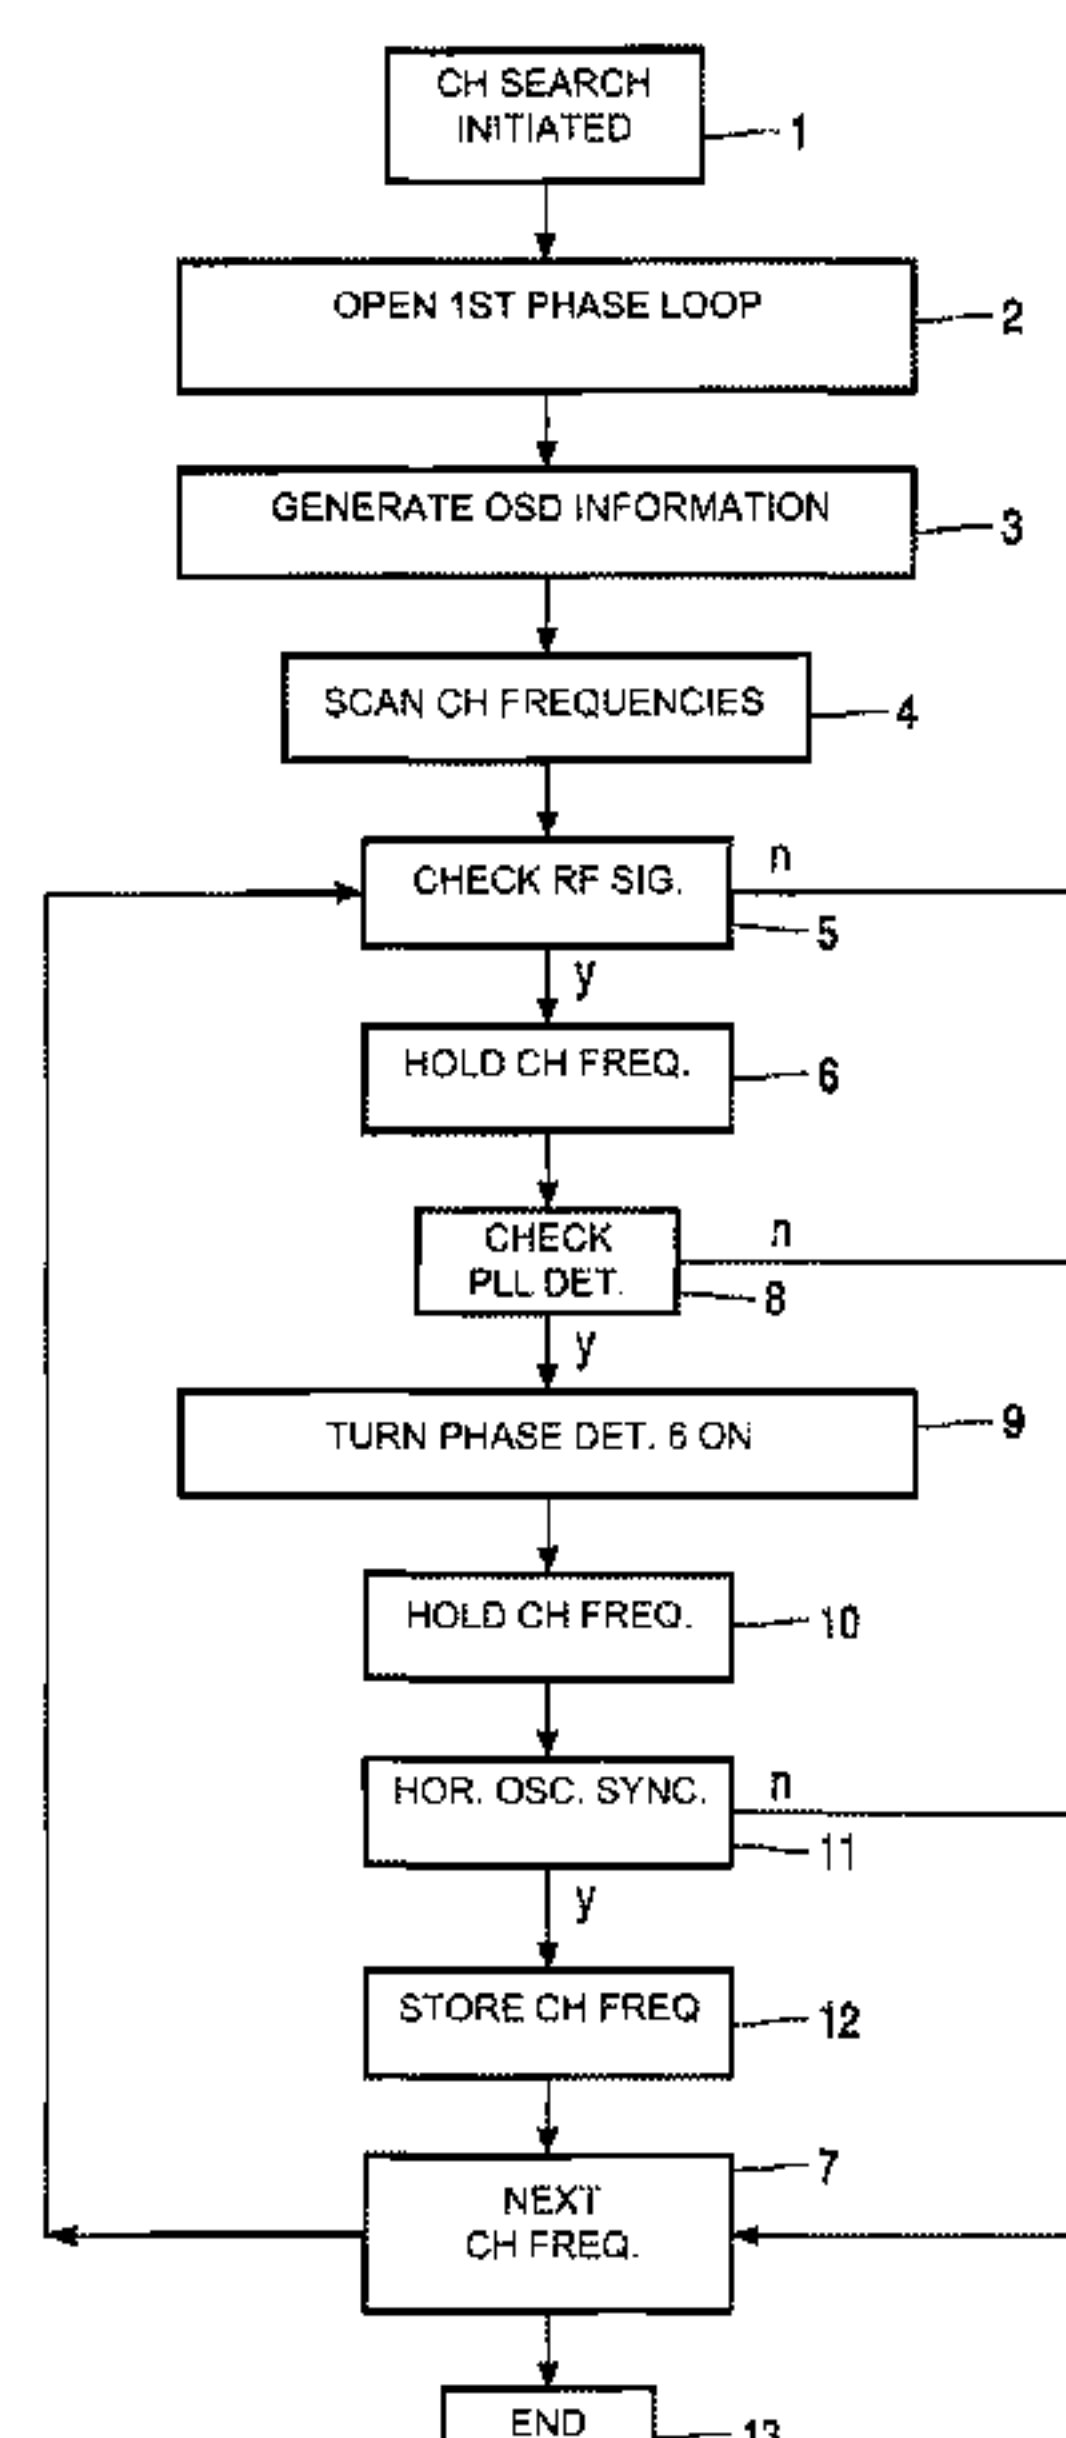 CH SEARCH
INITIATED
1
OPEN 1ST PHASE LOOP
2
GENERATE OSD INFORMATION
3
SCAN CH FREQUENCIES
4
CHECK RF SIG.
n
5
y
HOLD CH FREQ.
6
CHECK
PLL DET.
n
8
y
TURN PHASE DET. 6 ON
9
HOLD CH FREQ.
10
HOR. OSC. SYNC.
n
11
y
STORE CH FREQ
12
NEXT
CH FREQ.
7
END
13